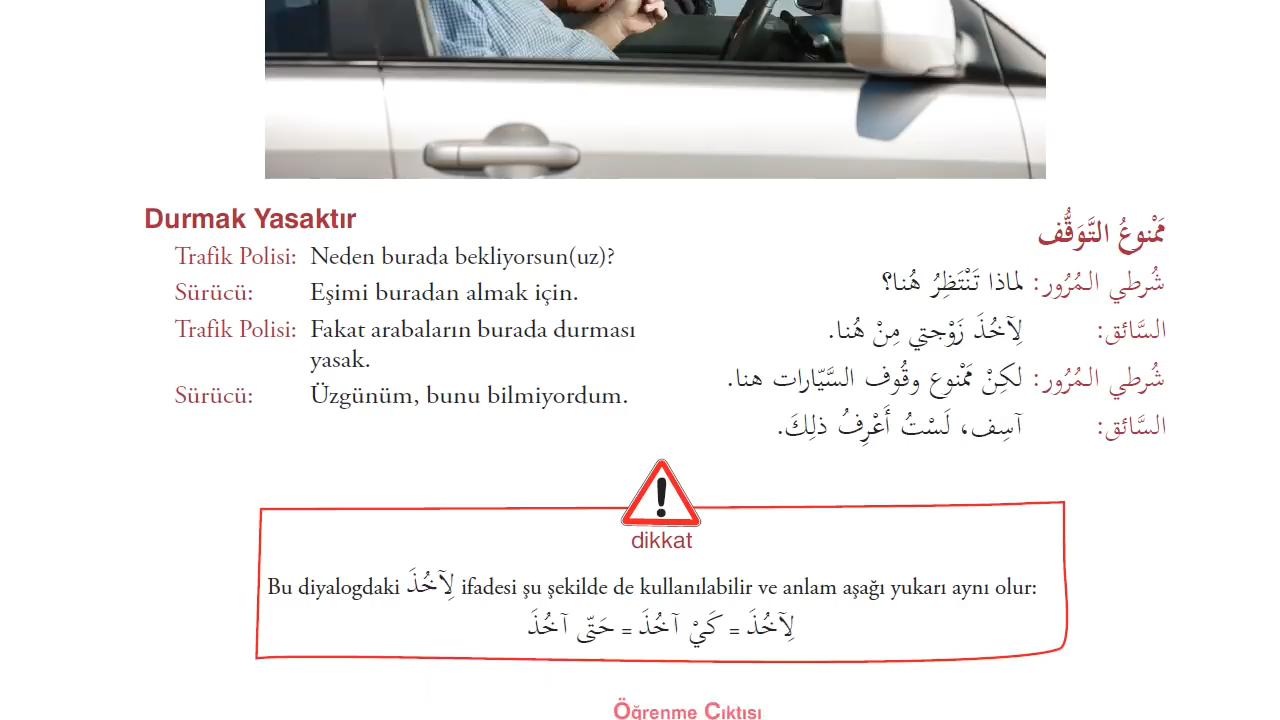 Durmak Yasaktır
Trafik Polisi: Neden burada bekliyorsun(uz)?
Sürücü: Eşimi buradan almak için.
Trafik Polisi: Fakat arabaların burada durması
yasak.
Sürücü: Üzgünüm, bunu bilmiyordum.
مَمْنوعُ التَّوَقُّف
شُرطي المُرُور: لماذا تَنْتَظِرُ هُنا؟
السَّائق: لِآخُذَ زَوْجتي مِنْ هُنا.
شُرطي المُرُور: لكِنْ مَمْنوع وقُوف السَّيّارات هنا.
السَّائق: آسِف، لَسْتُ أَعْرِفُ ذلِكَ.
!
dikkat
Bu diyalogdaki لِآخُذَ ifadesi şu şekilde de kullanılabilir ve anlam aşağı yukarı aynı olur:
لِآخُذَ = كَيْ آخُذَ = حَتّى آخُذَ
Öğrenme Çıktısı